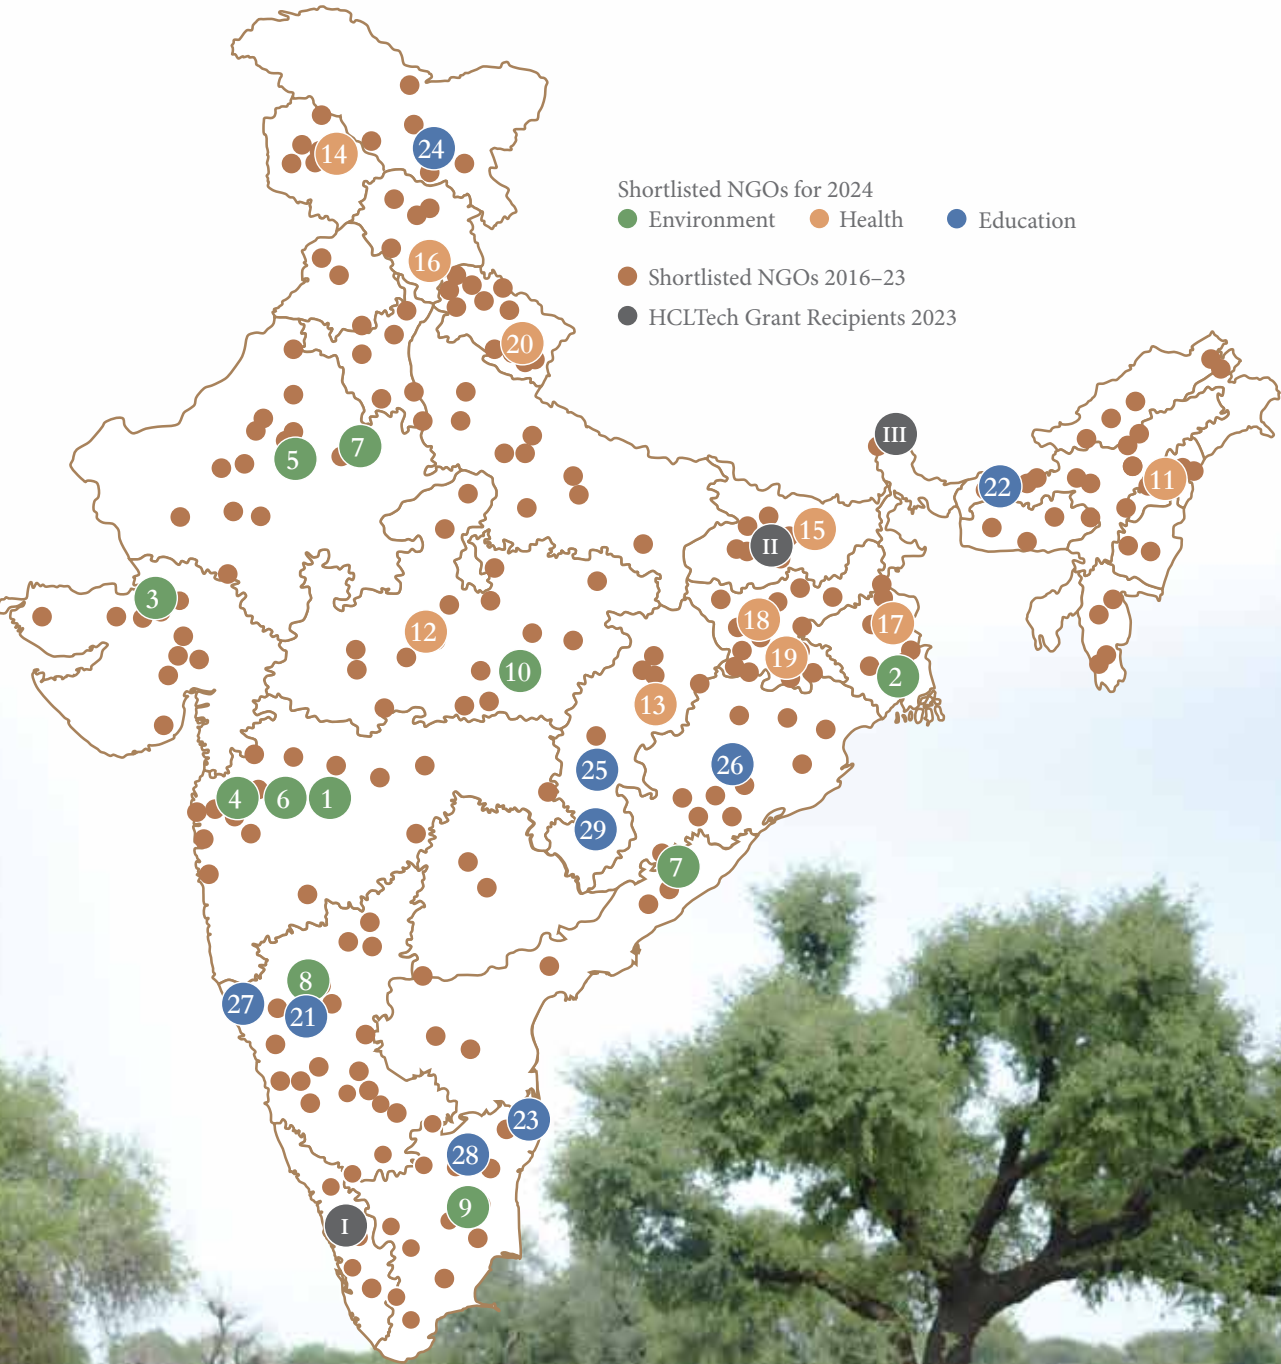 24
14
Shortlisted NGOs for 2024
Environment Health Education
16
Shortlisted NGOs 2016–23
HCLTech Grant Recipients 2023
20
III
5 7
22 11
15
II
3
12
18 17
19
10 2
13
25 26
4 6 1
29
7
8
27 21
23
28
9
I